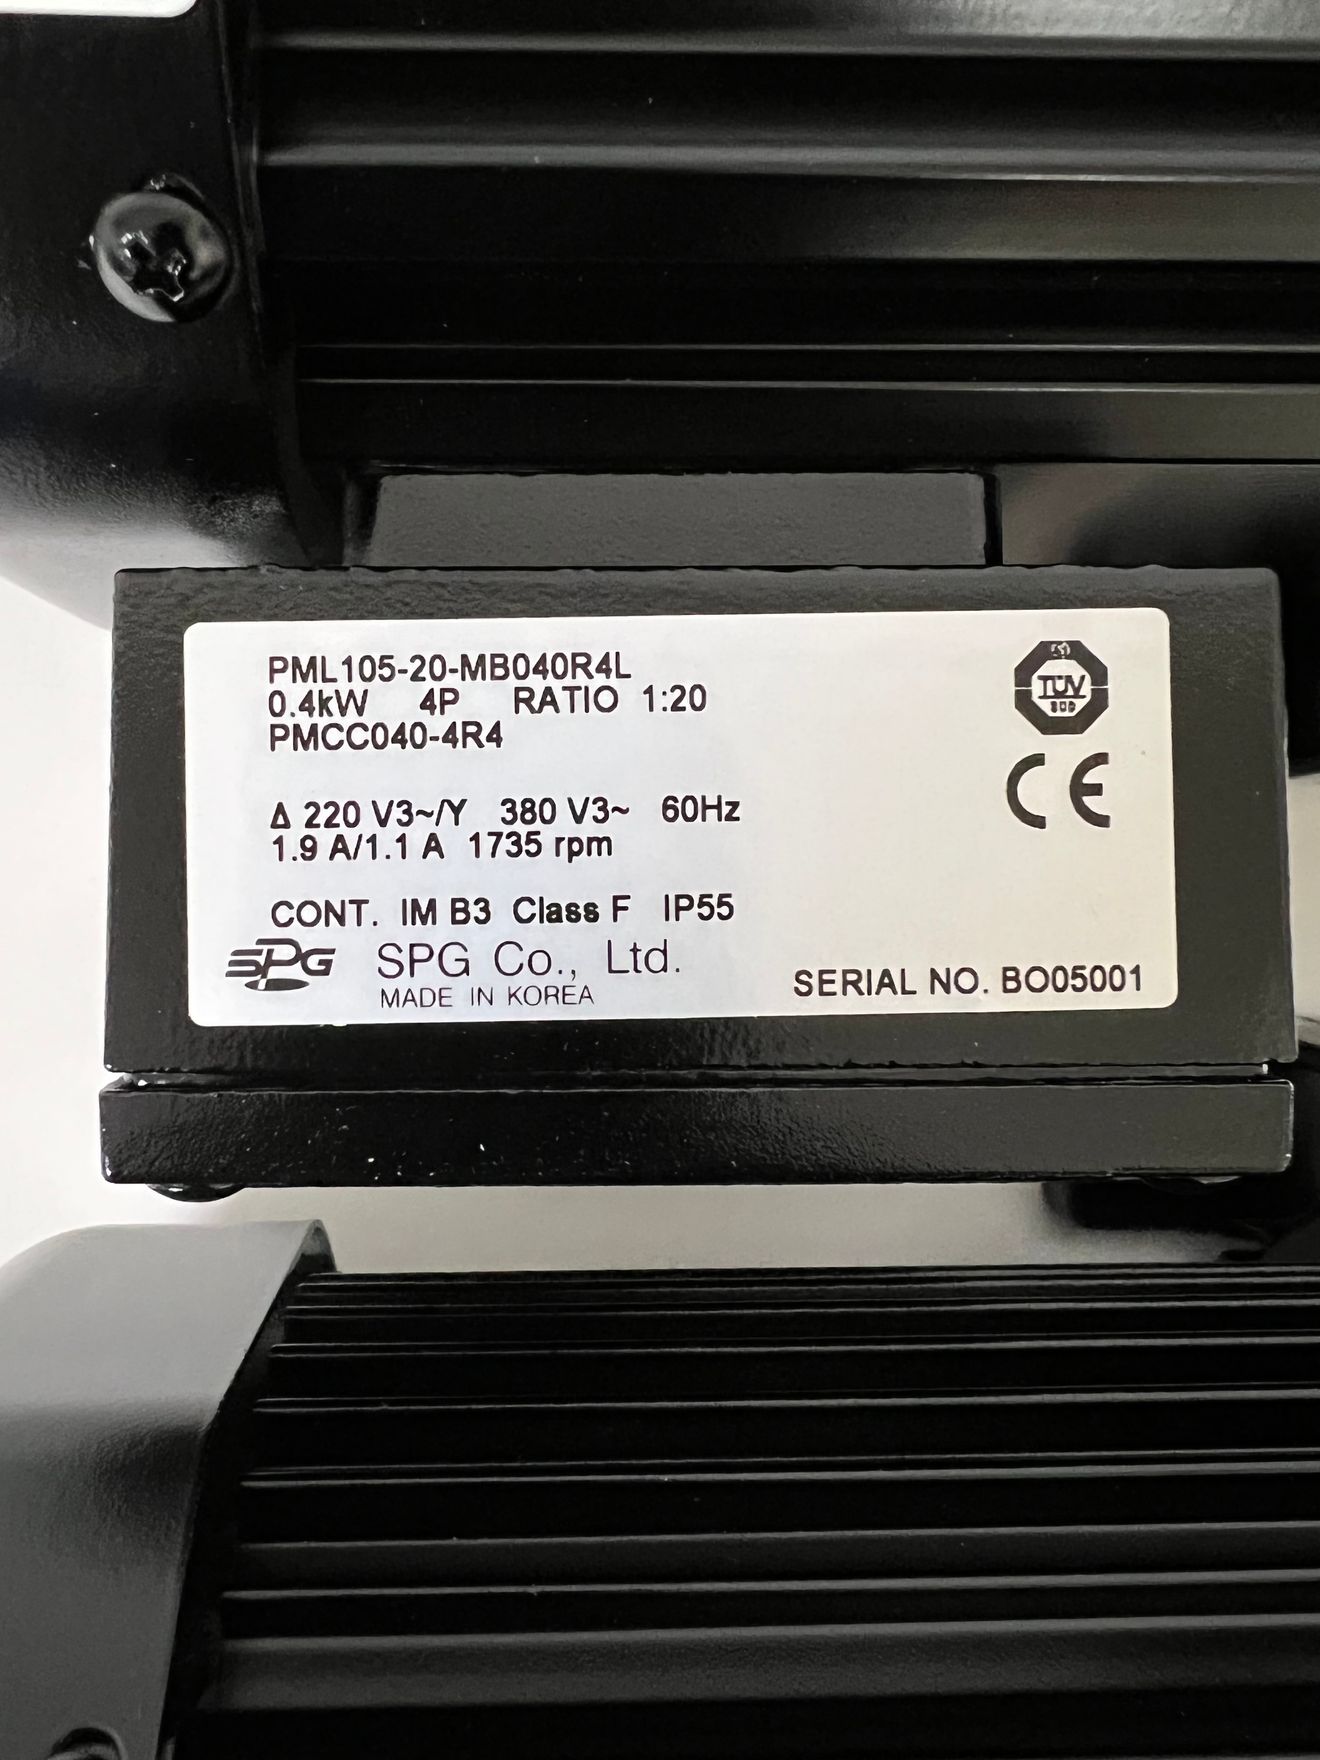 PML105-20-MB040R4L
0.4kW 4P RATIO 1:20
PMCC040-4R4
TÜV
SÜD
CE
Δ 220 V3~/Y 380 V3~ 60Hz
1.9 A/1.1 A 1735 rpm
CONT. IM B3 Class F IP55
SPG SPG Co., Ltd.
MADE IN KOREA
SERIAL NO. BO05001